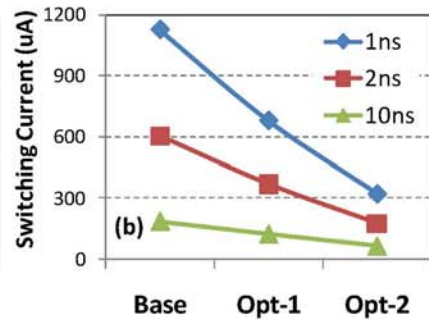 Switching Current (uA)
1200
900
600
300
0
1ns
2ns
10ns
(b)
Base Opt-1 Opt-2